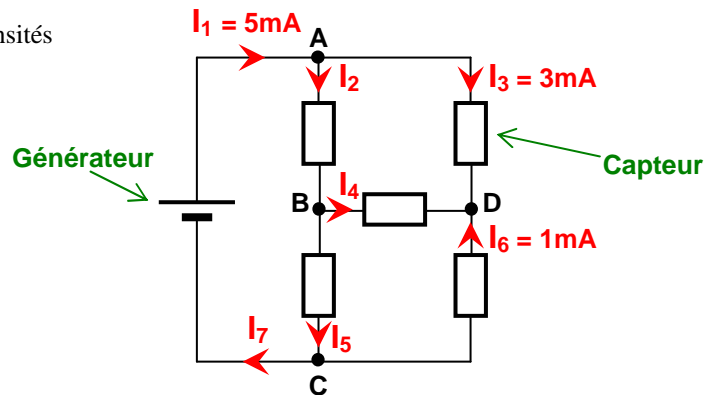 nsités
I1 = 5mA
A
I2
I3 = 3mA
Générateur
Capteur
B
I4
D
I6 = 1mA
I7
I5
C